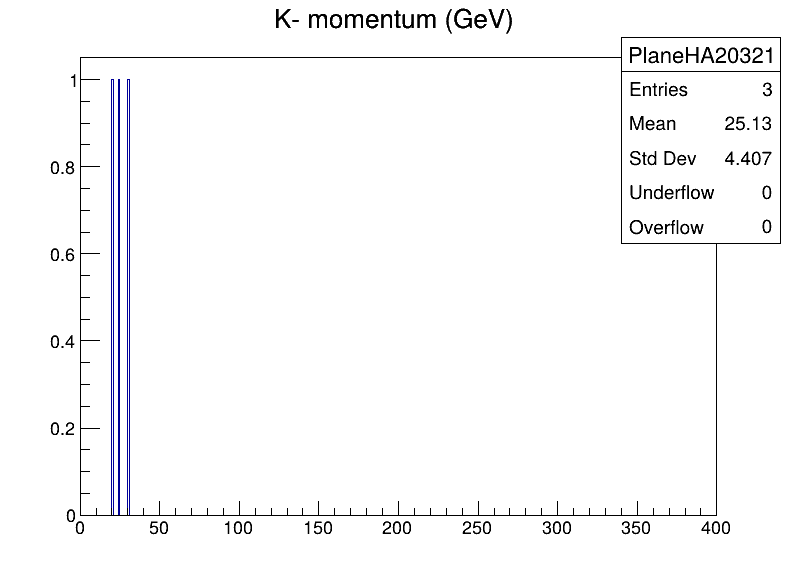 K- momentum (GeV)
PlaneHA20321
Entries 3
Mean 25.13
Std Dev 4.407
Underflow 0
Overflow 0
1
0.8
0.6
0.4
0.2
0
0 50 100 150 200 250 300 350 400